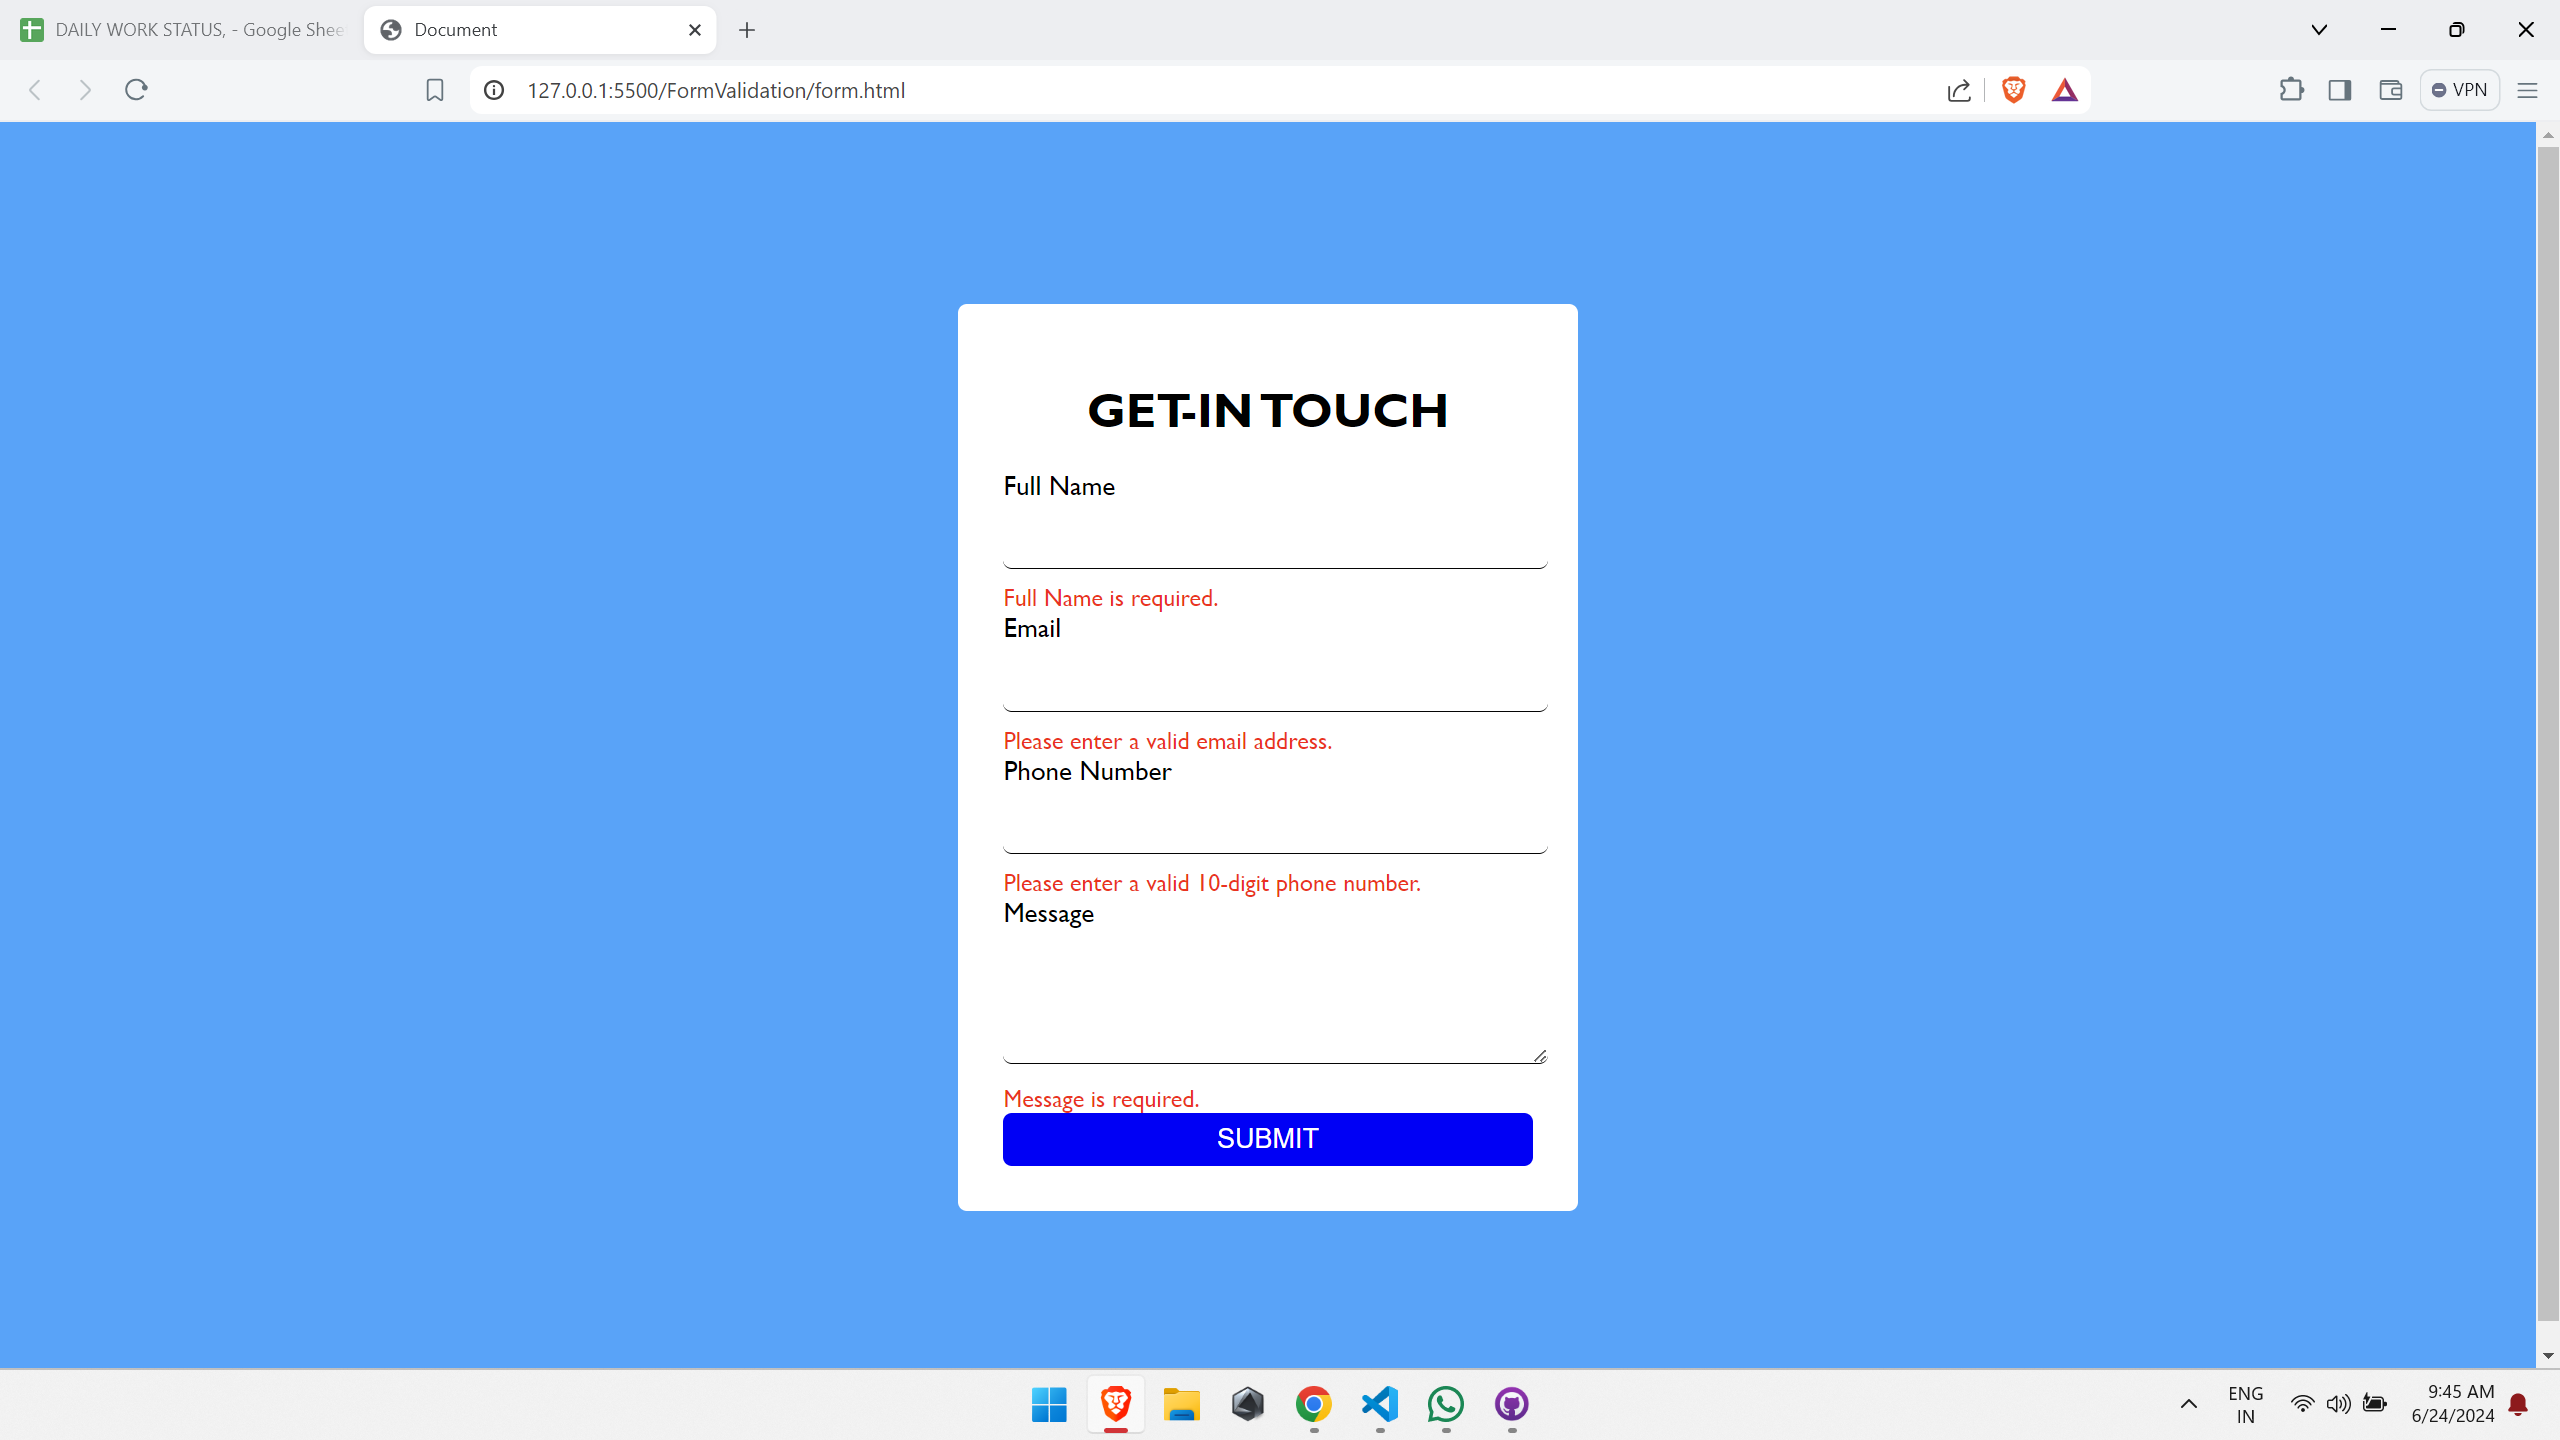 DAILY WORK STATUS, - Google Shee
Document
127.0.0.1:5500/FormValidation/form.html
VPN
GET-IN TOUCH
Full Name
Full Name is required.
Email
Please enter a valid email address.
Phone Number
Please enter a valid 10-digit phone number.
Message
Message is required.
SUBMIT
ENG
IN
9:45 AM
6/24/2024